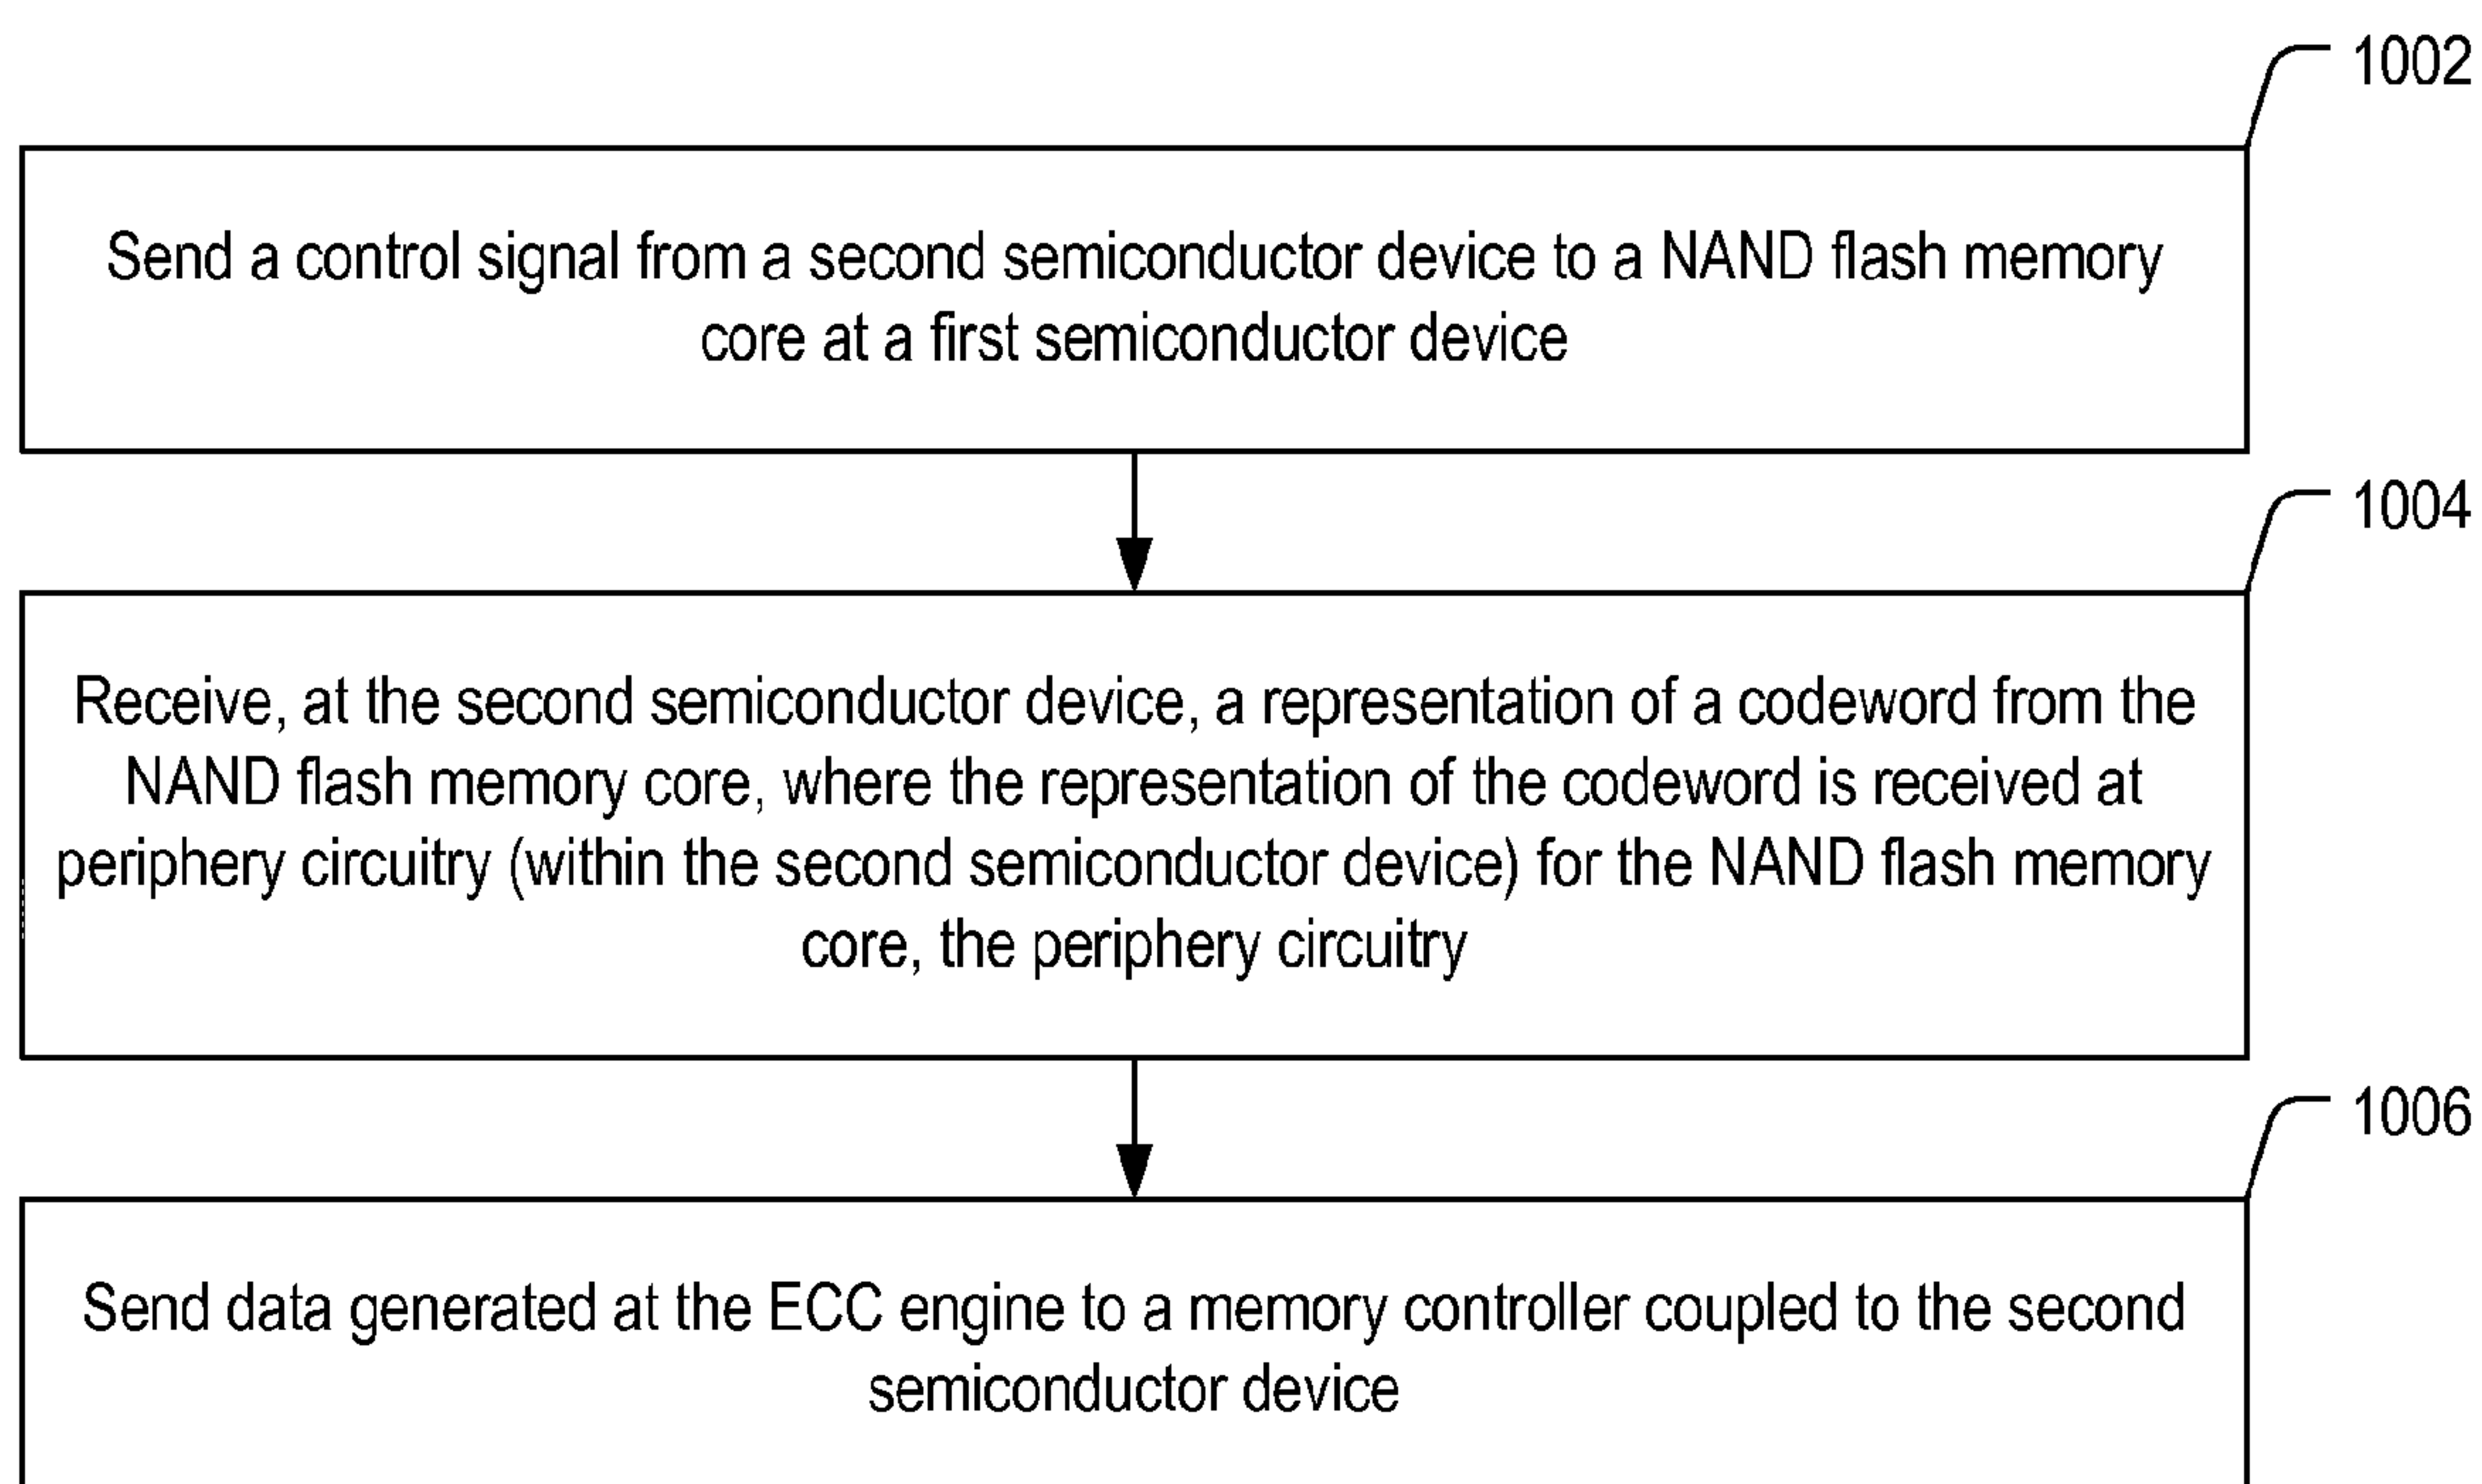 1002
Send a control signal from a second semiconductor device to a NAND flash memory
core at a first semiconductor device
1004
Receive, at the second semiconductor device, a representation of a codeword from the
NAND flash memory core, where the representation of the codeword is received at
periphery circuitry (within the second semiconductor device) for the NAND flash memory
core, the periphery circuitry
1006
Send data generated at the ECC engine to a memory controller coupled to the second
semiconductor device